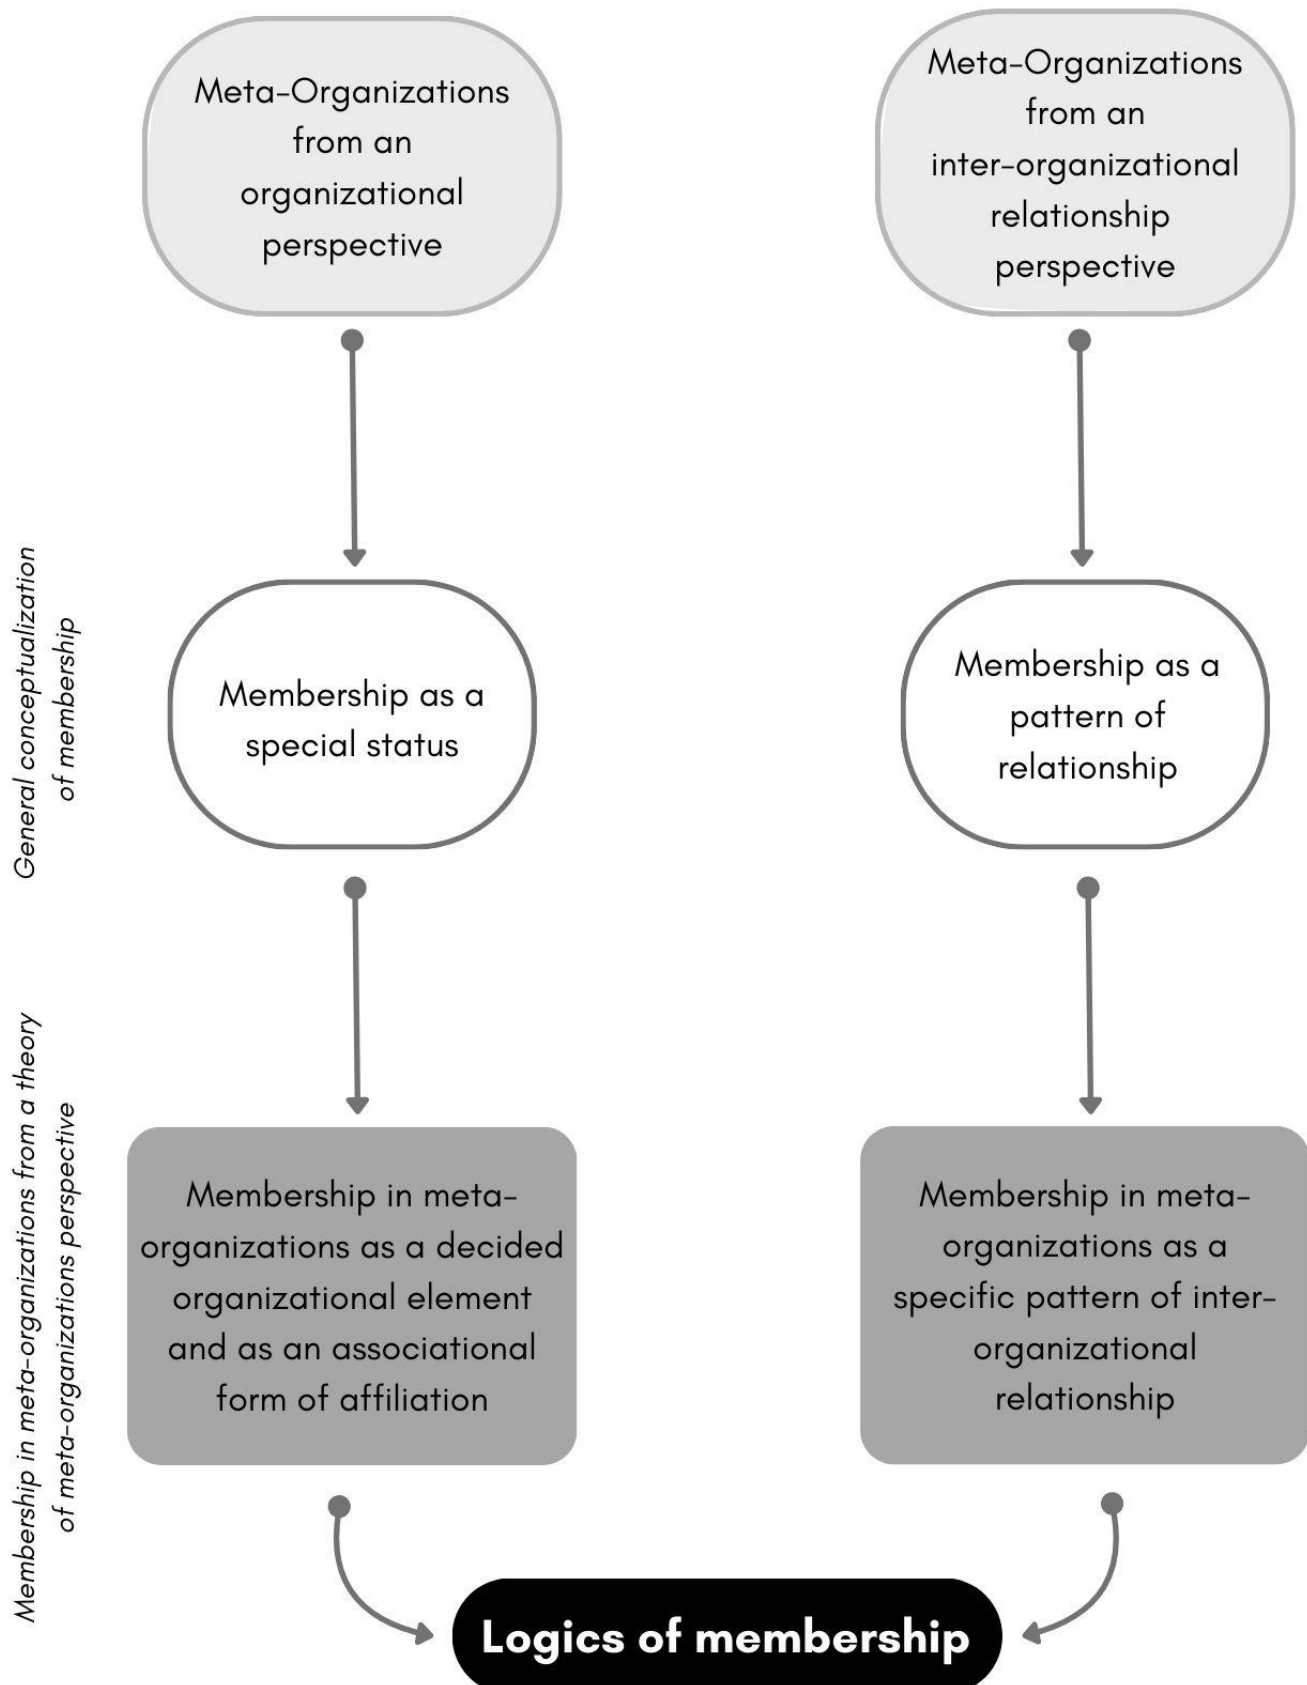 Meta-Organizations
from an
organizational
perspective
Meta-Organizations
from an
inter-organizational
relationship
perspective
General conceptualization
of membership
Membership as a
special status
Membership as a
pattern of
relationship
Membership in meta-organizations from a theory
of meta-organizations perspective
Membership in meta-
organizations as a decided
organizational element
and as an associational
form of affiliation
Membership in meta-
organizations as a
specific pattern of inter-
organizational
relationship
Logics of membership